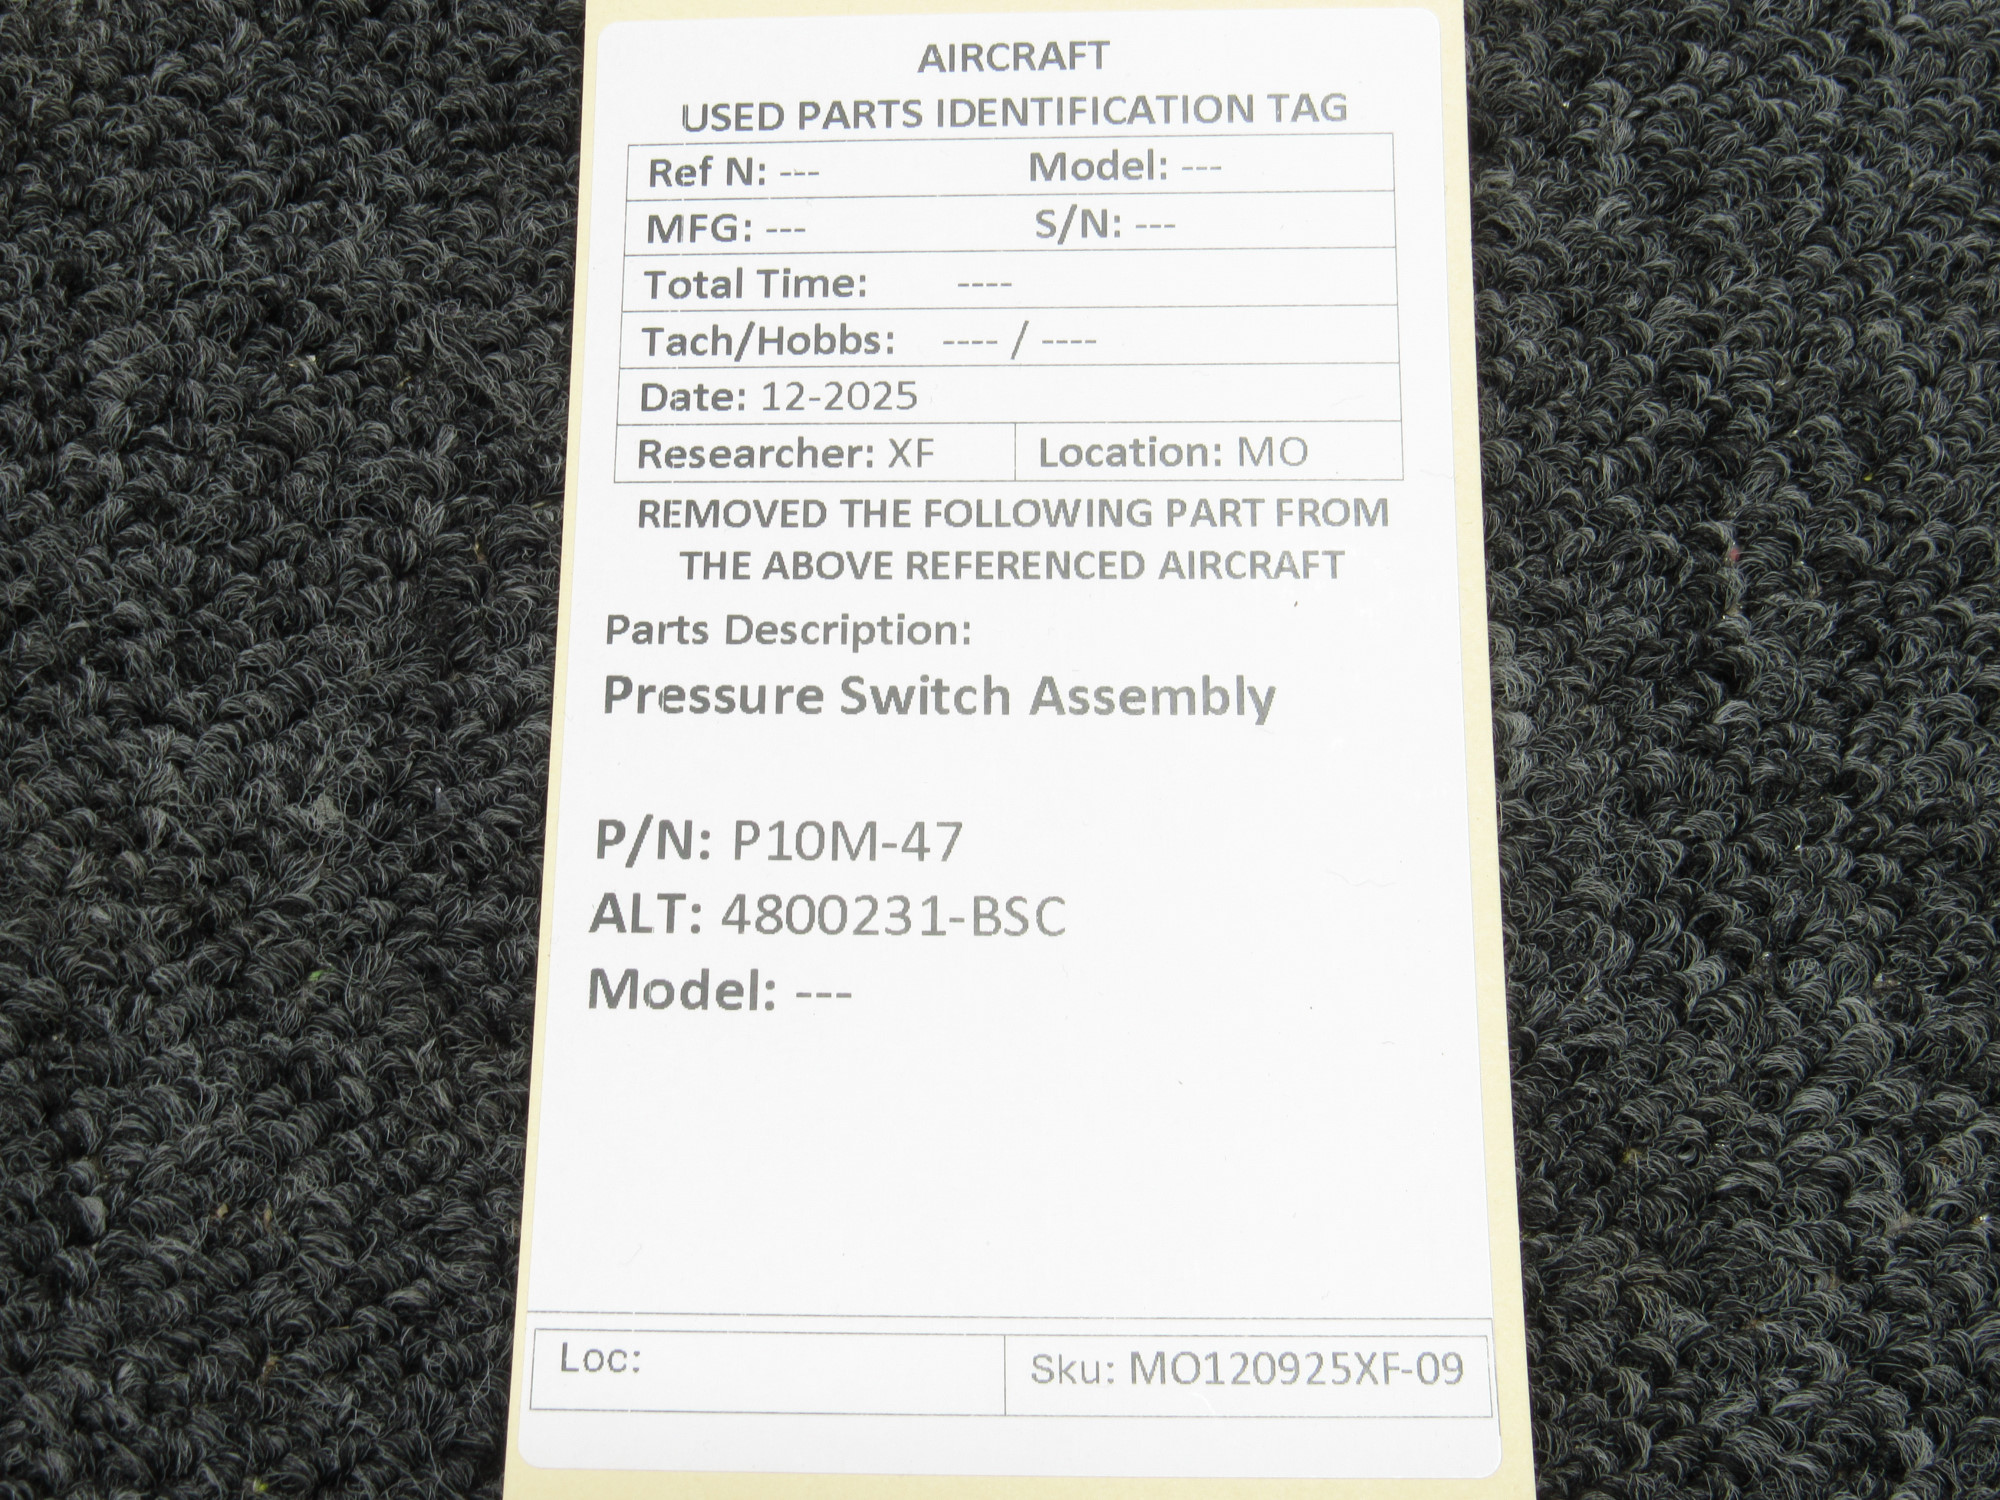 AIRCRAFT
USED PARTS IDENTIFICATION TAG
Ref N: --- Model: ---
MFG: --- S/N: ---
Total Time: ----
Tach/Hobbs: ---- / ----
Date: 12-2025
Researcher: XF Location: MO
REMOVED THE FOLLOWING PART FROM
THE ABOVE REFERENCED AIRCRAFT
Parts Description:
Pressure Switch Assembly
P/N: P10M-47
ALT: 4800231-BSC
Model: ---
Loc: Sku: MO120925XF-09